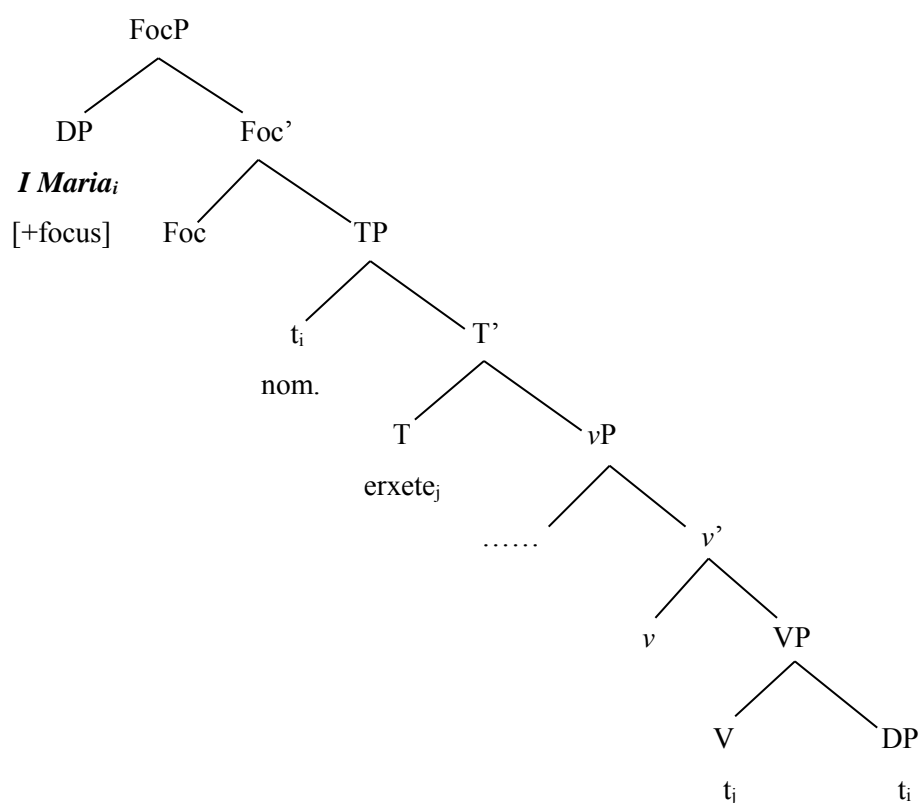 FocP
DP Foc’
I Mariaᵢ
[+focus] Foc TP
tᵢ T’
nom.
T vP
erxeteⱼ
…… v’
v VP
V DP
tⱼ tᵢ